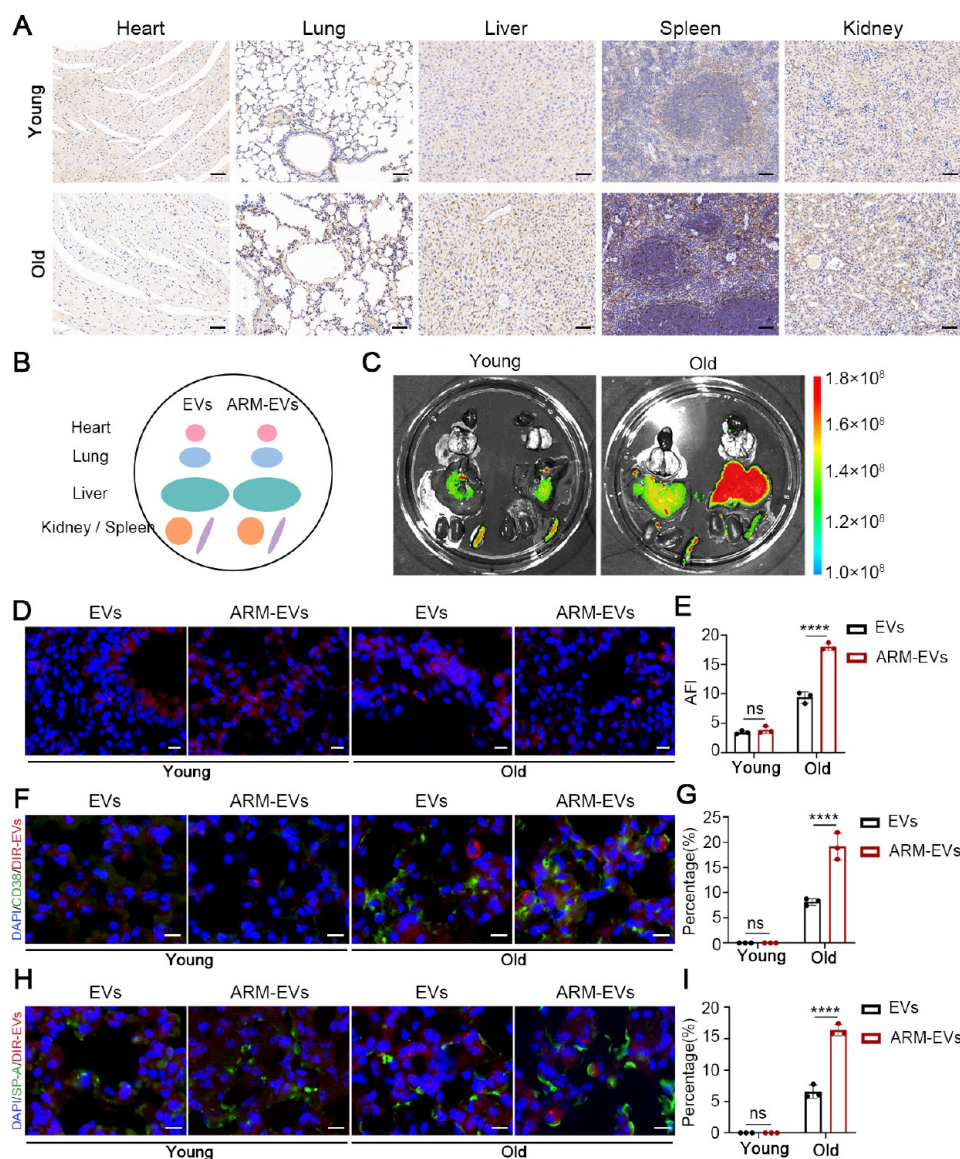 A
Heart Lung Liver Spleen Kidney
Young
Old
B
EVs ARM-EVs
Heart
Lung
Liver
Kidney / Spleen
C
Young Old
1.8×10⁸
1.6×10⁸
1.4×10⁸
1.2×10⁸
1.0×10⁸
D
EVs ARM-EVs EVs ARM-EVs
Young Old
E
AFI
20
15
10
5
0
ns
****
Young Old
EVs
ARM-EVs
F
EVs ARM-EVs EVs ARM-EVs
DAPI/CD38/DIR-EVs
Young Old
G
Percentage(%)
25
20
15
10
5
0
ns
****
Young Old
EVs
ARM-EVs
H
EVs ARM-EVs EVs ARM-EVs
DAPI/SP-A/DIR-EVs
Young Old
I
Percentage(%)
20
15
10
5
0
ns
****
Young Old
EVs
ARM-EVs